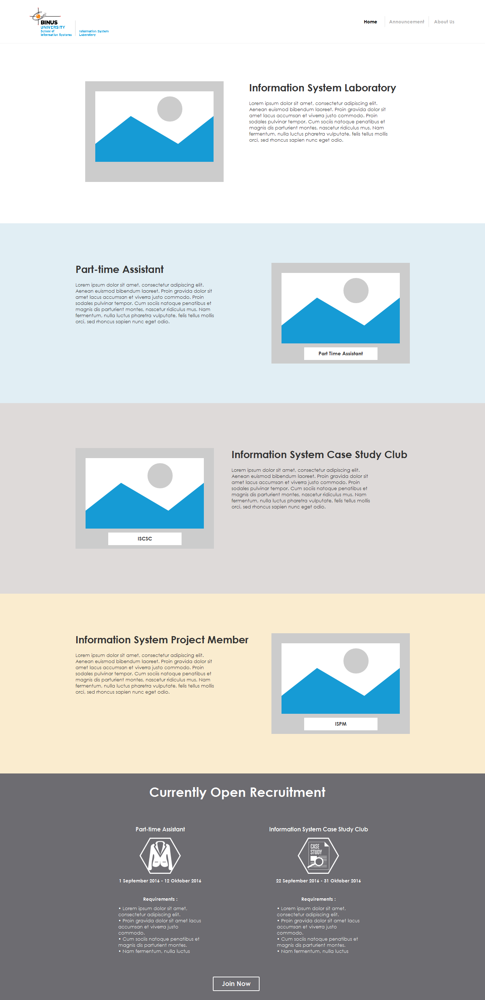 BINUS
UNIVERSITY
School of
Information Systems
Information System
Laboratory
Home
Announcement
About Us
Information System Laboratory
Lorem ipsum dolor sit amet, consectetur adipiscing elit.
Aenean euismod bibendum laoreet. Proin gravida dolor sit
amet lacus accumsan et viverra justo commodo. Proin
sodales pulvinar tempor. Cum sociis natoque penatibus et
magnis dis parturient montes, nascetur ridiculus mus. Nam
fermentum, nulla luctus pharetra vulputate, felis tellus mollis
orci, sed rhoncus sapien nunc eget odio.
Part-time Assistant
Lorem ipsum dolor sit amet, consectetur adipiscing elit.
Aenean euismod bibendum laoreet. Proin gravida dolor sit
amet lacus accumsan et viverra justo commodo. Proin
sodales pulvinar tempor. Cum sociis natoque penatibus et
magnis dis parturient montes, nascetur ridiculus mus. Nam
fermentum, nulla luctus pharetra vulputate, felis tellus mollis
orci, sed rhoncus sapien nunc eget odio.
Part Time Assistant
Information System Case Study Club
Lorem ipsum dolor sit amet, consectetur adipiscing elit.
Aenean euismod bibendum laoreet. Proin gravida dolor sit
amet lacus accumsan et viverra justo commodo. Proin
sodales pulvinar tempor. Cum sociis natoque penatibus et
magnis dis parturient montes, nascetur ridiculus mus. Nam
fermentum, nulla luctus pharetra vulputate, felis tellus mollis
orci, sed rhoncus sapien nunc eget odio.
ISCSC
Information System Project Member
Lorem ipsum dolor sit amet, consectetur adipiscing elit.
Aenean euismod bibendum laoreet. Proin gravida dolor sit
amet lacus accumsan et viverra justo commodo. Proin
sodales pulvinar tempor. Cum sociis natoque penatibus et
magnis dis parturient montes, nascetur ridiculus mus. Nam
fermentum, nulla luctus pharetra vulputate, felis tellus mollis
orci, sed rhoncus sapien nunc eget odio.
ISPM
Currently Open Recruitment
Part-time Assistant
1 September 2016 - 12 Oktober 2016
Requirements :
• Lorem ipsum dolor sit amet,
consectetur adipiscing elit.
• Proin gravida dolor sit amet lacus
accumsan et viverra justo
commodo.
• Cum sociis natoque penatibus et
magnis dis parturient montes.
• Nam fermentum, nulla luctus
Information System Case Study Club
CASE
STUDY
22 September 2016 - 31 Oktober 2016
Requirements :
• Lorem ipsum dolor sit amet,
consectetur adipiscing elit.
• Proin gravida dolor sit amet lacus
accumsan et viverra justo
commodo.
• Cum sociis natoque penatibus et
magnis dis parturient montes.
• Nam fermentum, nulla luctus
Join Now